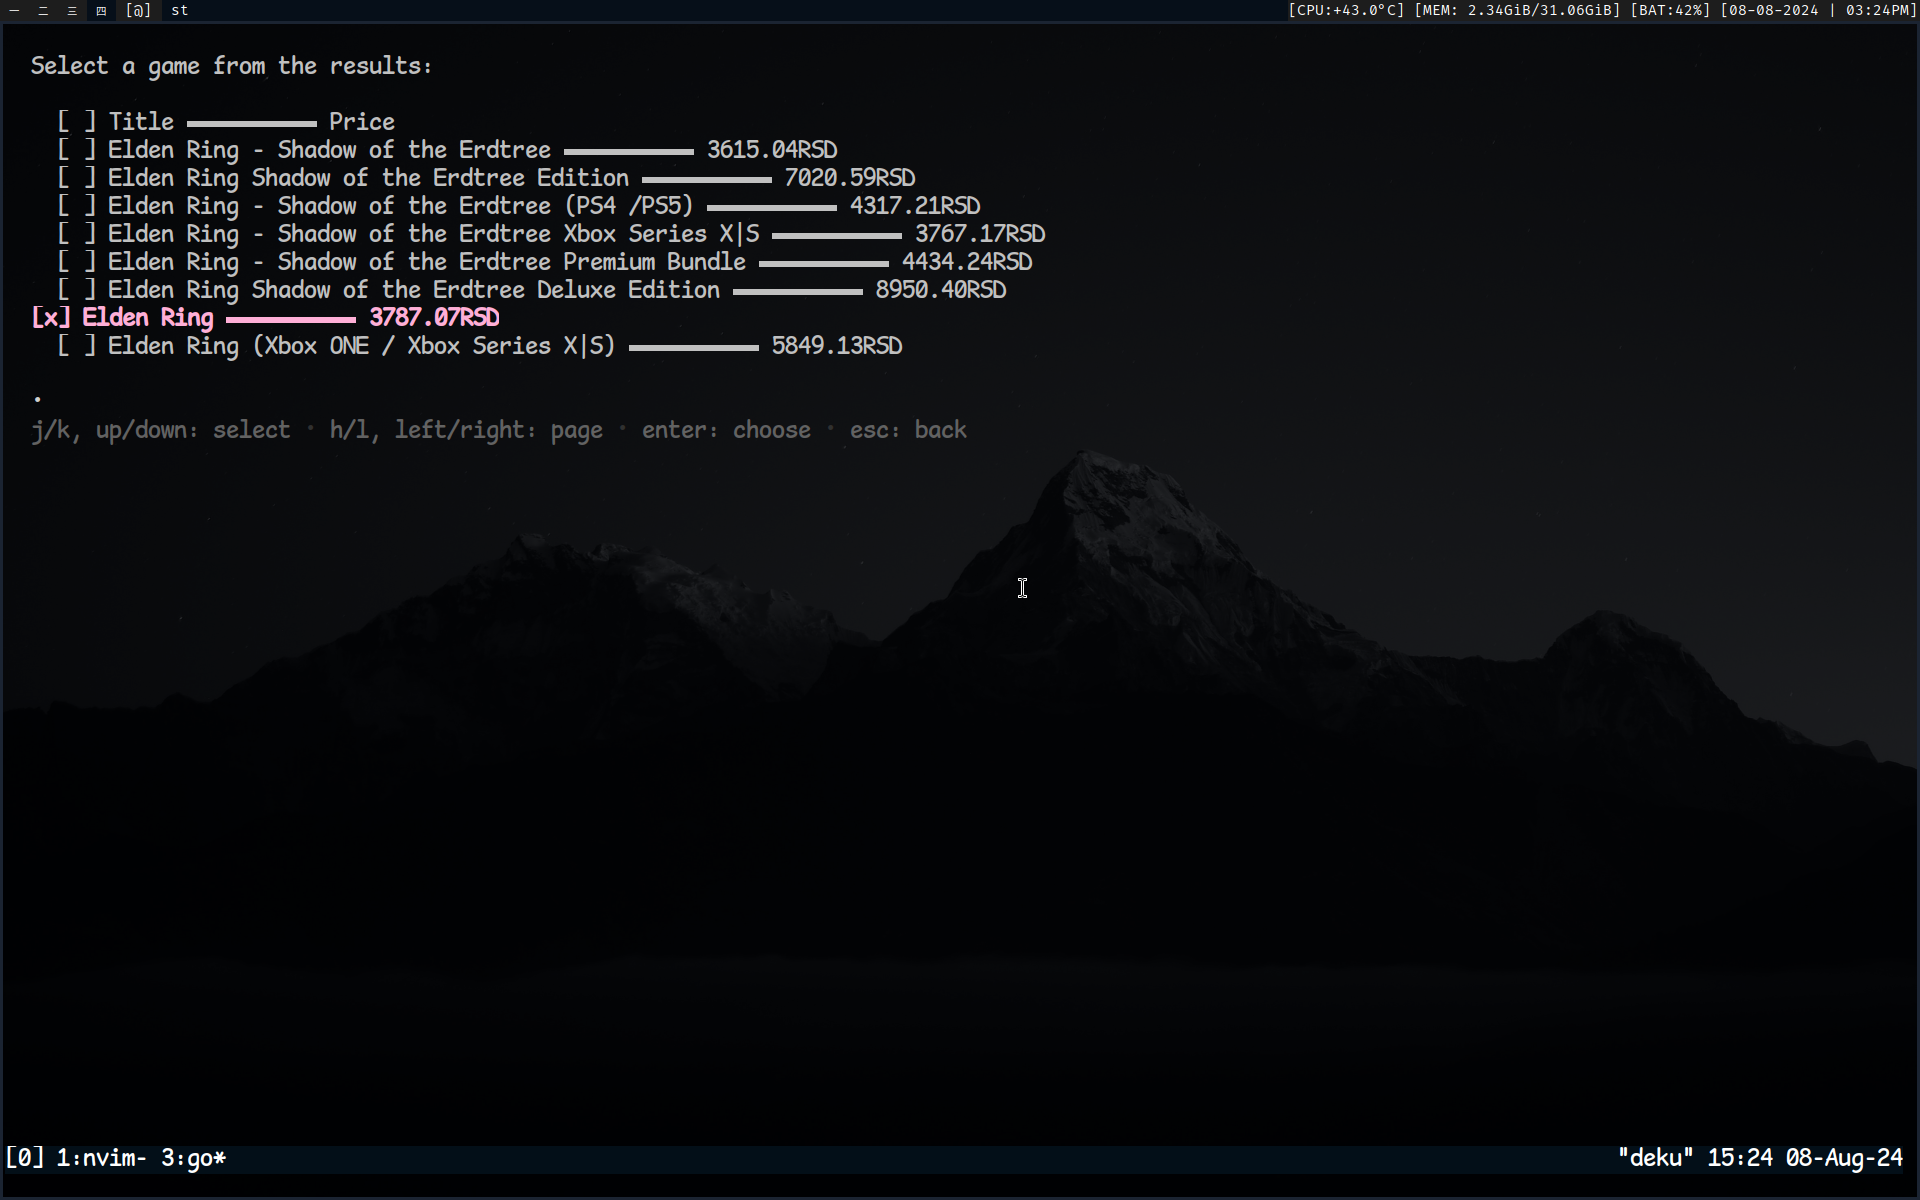 一 二 三 四 [@] st [CPU:+43.0°C] [MEM: 2.34GiB/31.06GiB] [BAT:42%] [08-08-2024 | 03:24PM]
Select a game from the results:
[ ] Title ────────── Price
[ ] Elden Ring - Shadow of the Erdtree ────────── 3615.04RSD
[ ] Elden Ring Shadow of the Erdtree Edition ────────── 7020.59RSD
[ ] Elden Ring - Shadow of the Erdtree (PS4 /PS5) ────────── 4317.21RSD
[ ] Elden Ring - Shadow of the Erdtree Xbox Series X|S ────────── 3767.17RSD
[ ] Elden Ring - Shadow of the Erdtree Premium Bundle ────────── 4434.24RSD
[ ] Elden Ring Shadow of the Erdtree Deluxe Edition ────────── 8950.40RSD
[x] Elden Ring ────────── 3787.07RSD
[ ] Elden Ring (Xbox ONE / Xbox Series X|S) ────────── 5849.13RSD
•
j/k, up/down: select • h/l, left/right: page • enter: choose • esc: back
[0] 1:nvim- 3:go* "deku" 15:24 08-Aug-24